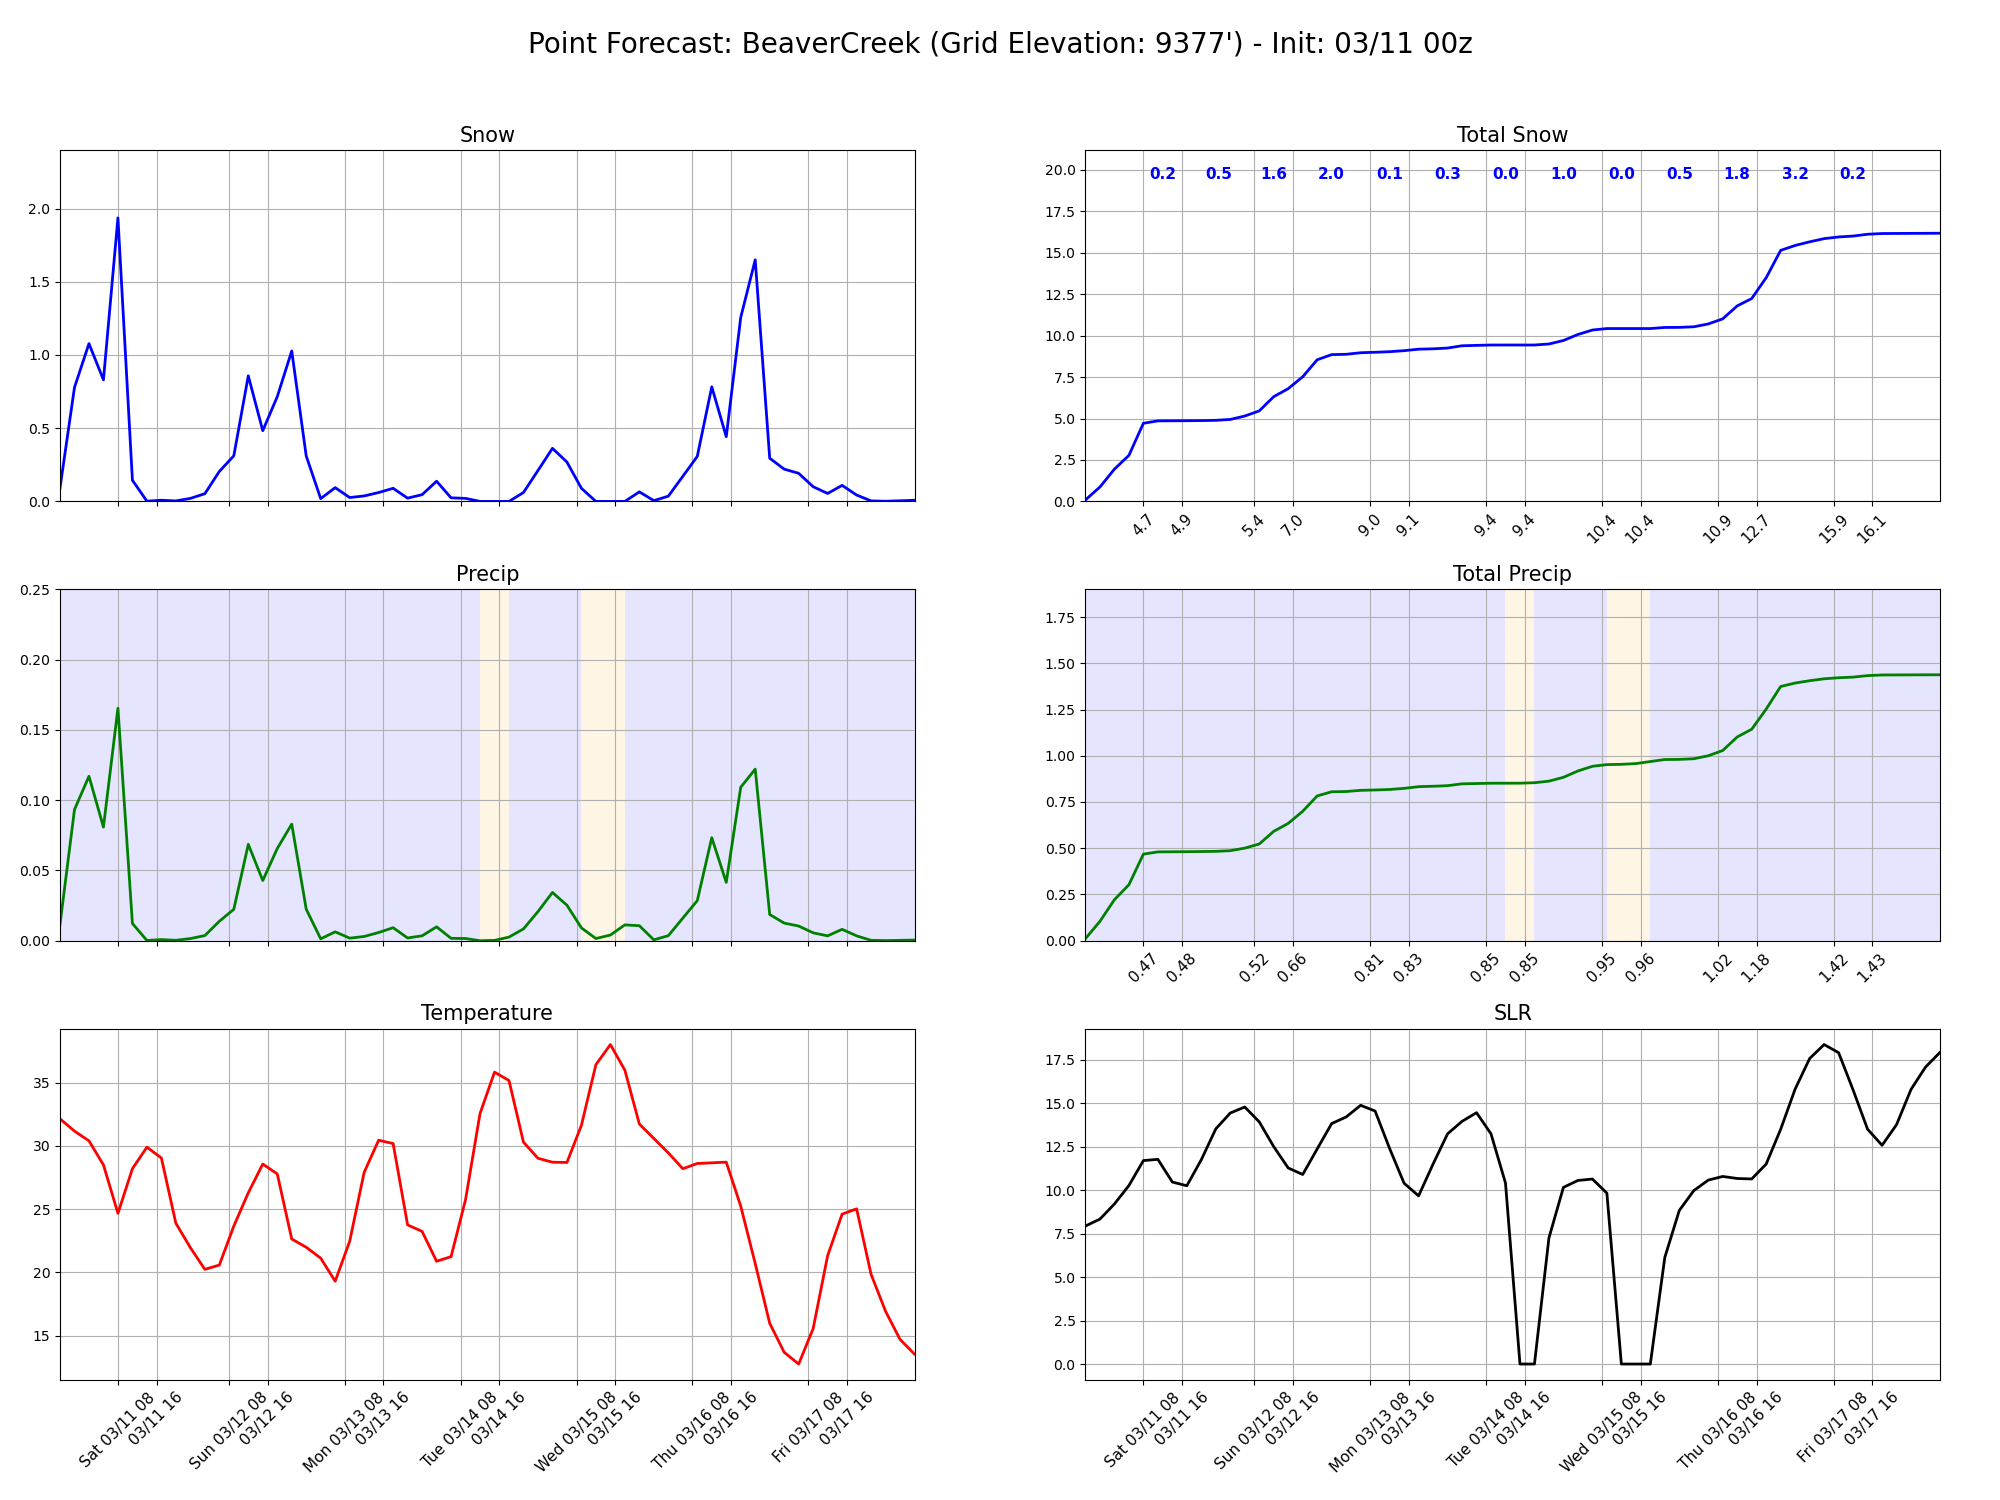 Point Forecast: BeaverCreek (Grid Elevation: 9377') - Init: 03/11 00z
Snow
2.0
1.5
1.0
0.5
0.0
Total Snow
20.0
17.5
15.0
12.5
10.0
7.5
5.0
2.5
0.0
0.2 0.5 1.6 2.0 0.1 0.3 0.0 1.0 0.0 0.5 1.8 3.2 0.2
4.7 4.9 5.4 7.0 9.0 9.1 9.4 9.4 10.4 10.4 10.9 12.7 15.9 16.1
Precip
0.25
0.20
0.15
0.10
0.05
0.00
Total Precip
1.75
1.50
1.25
1.00
0.75
0.50
0.25
0.00
0.47 0.48 0.52 0.66 0.81 0.83 0.85 0.85 0.95 0.96 1.02 1.18 1.42 1.43
Temperature
35
30
25
20
15
Sat 03/11 08
03/11 16
Sun 03/12 08
03/12 16
Mon 03/13 08
03/13 16
Tue 03/14 08
03/14 16
Wed 03/15 08
03/15 16
Thu 03/16 08
03/16 16
Fri 03/17 08
03/17 16
SLR
17.5
15.0
12.5
10.0
7.5
5.0
2.5
0.0
Sat 03/11 08
03/11 16
Sun 03/12 08
03/12 16
Mon 03/13 08
03/13 16
Tue 03/14 08
03/14 16
Wed 03/15 08
03/15 16
Thu 03/16 08
03/16 16
Fri 03/17 08
03/17 16